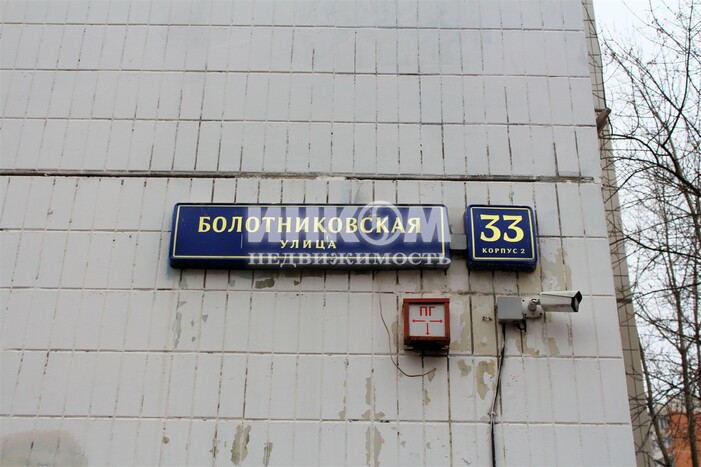 БОЛОТНИКОВСКАЯ
УЛИЦА
33
КОРПУС 2
ИНКОМ
НЕДВИЖИМОСТЬ
ПГ